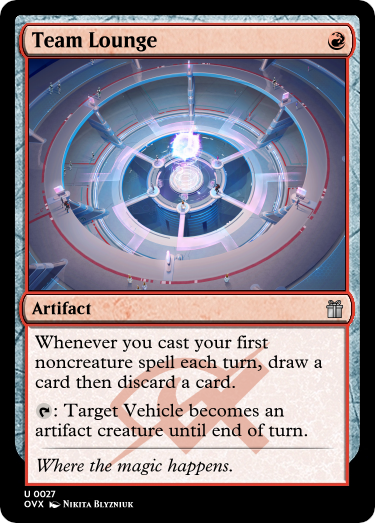 Team Lounge
Artifact
Whenever you cast your first
noncreature spell each turn, draw a
card then discard a card.
: Target Vehicle becomes an
artifact creature until end of turn.
Where the magic happens.
U 0027
OVX Nikita Blyzniuk